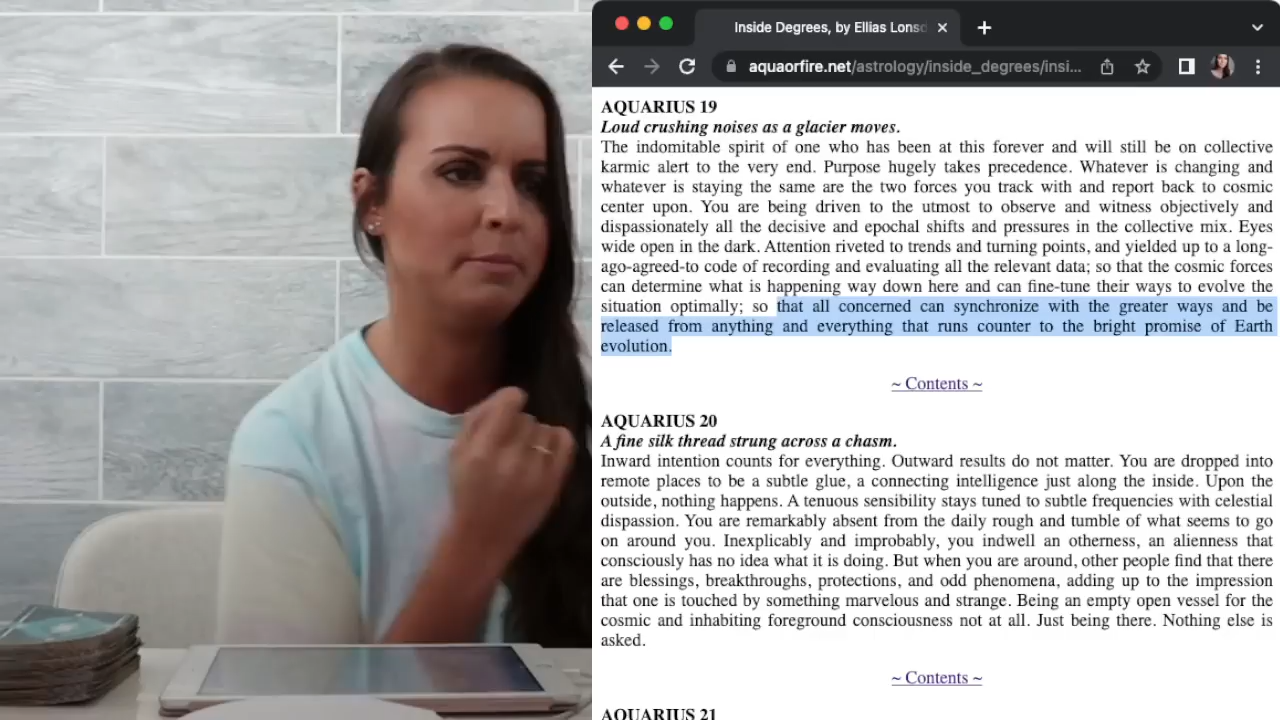 Inside Degrees, by Ellias Lonsd
aquaorfire.net/astrology/inside_degrees/insi...
AQUARIUS 19
Loud crushing noises as a glacier moves.
The indomitable spirit of one who has been at this forever and will still be on collective
karmic alert to the very end. Purpose hugely takes precedence. Whatever is changing and
whatever is staying the same are the two forces you track with and report back to cosmic
center upon. You are being driven to the utmost to observe and witness objectively and
dispassionately all the decisive and epochal shifts and pressures in the collective mix. Eyes
wide open in the dark. Attention riveted to trends and turning points, and yielded up to a long-
ago-agreed-to code of recording and evaluating all the relevant data; so that the cosmic forces
can determine what is happening way down here and can fine-tune their ways to evolve the
situation optimally; so that all concerned can synchronize with the greater ways and be
released from anything and everything that runs counter to the bright promise of Earth
evolution.
~ Contents ~
AQUARIUS 20
A fine silk thread strung across a chasm.
Inward intention counts for everything. Outward results do not matter. You are dropped into
remote places to be a subtle glue, a connecting intelligence just along the inside. Upon the
outside, nothing happens. A tenuous sensibility stays tuned to subtle frequencies with celestial
dispassion. You are remarkably absent from the daily rough and tumble of what seems to go
on around you. Inexplicably and improbably, you indwell an otherness, an alienness that
consciously has no idea what it is doing. But when you are around, other people find that there
are blessings, breakthroughs, protections, and odd phenomena, adding up to the impression
that one is touched by something marvelous and strange. Being an empty open vessel for the
cosmic and inhabiting foreground consciousness not at all. Just being there. Nothing else is
asked.
~ Contents ~
AQUARIUS 21